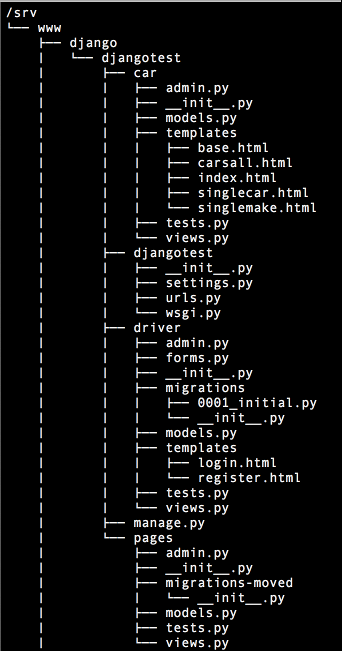 /srv
└── www
    ├── django
    │   └── djangotest
    │       ├── car
    │       │   ├── admin.py
    │       │   ├── __init__.py
    │       │   ├── models.py
    │       │   ├── templates
    │       │   │   ├── base.html
    │       │   │   ├── carsall.html
    │       │   │   ├── index.html
    │       │   │   ├── singlecar.html
    │       │   │   └── singlemake.html
    │       │   ├── tests.py
    │       │   └── views.py
    │       ├── djangotest
    │       │   ├── __init__.py
    │       │   ├── settings.py
    │       │   ├── urls.py
    │       │   └── wsgi.py
    │       ├── driver
    │       │   ├── admin.py
    │       │   ├── forms.py
    │       │   ├── __init__.py
    │       │   ├── migrations
    │       │   │   ├── 0001_initial.py
    │       │   │   └── __init__.py
    │       │   ├── models.py
    │       │   ├── templates
    │       │   │   ├── login.html
    │       │   │   └── register.html
    │       │   ├── tests.py
    │       │   └── views.py
    │       ├── manage.py
    │       └── pages
    │           ├── admin.py
    │           ├── __init__.py
    │           ├── migrations-moved
    │           │   └── __init__.py
    │           ├── models.py
    │           ├── tests.py
    │           └── views.py